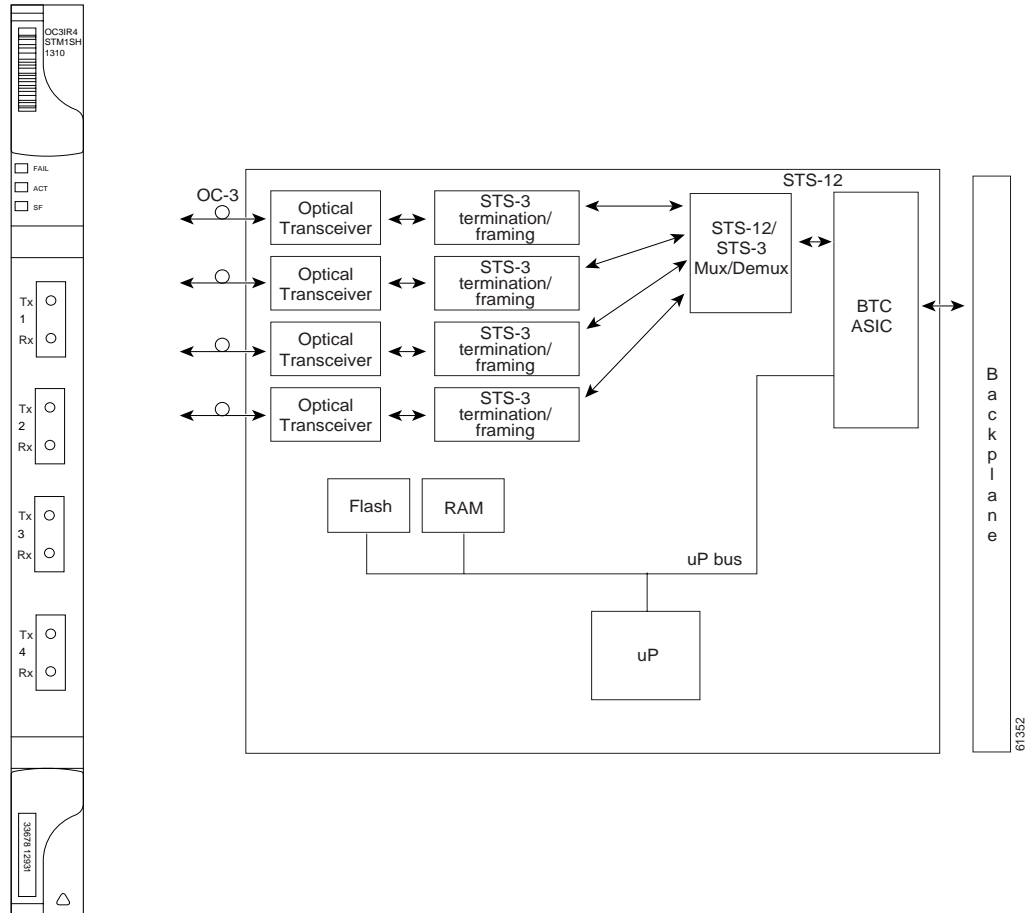 OC3IR4
STM1SH
1310
FAIL
ACT
SF
Tx
1
Rx
Tx
2
Rx
Tx
3
Rx
Tx
4
Rx
33678 12931
OC-3
Optical
Transceiver
STS-3
termination/
framing
Optical
Transceiver
STS-3
termination/
framing
Optical
Transceiver
STS-3
termination/
framing
Optical
Transceiver
STS-3
termination/
framing
STS-12/
STS-3
Mux/Demux
STS-12
BTC
ASIC
Flash
RAM
uP bus
uP
Backplane
61352